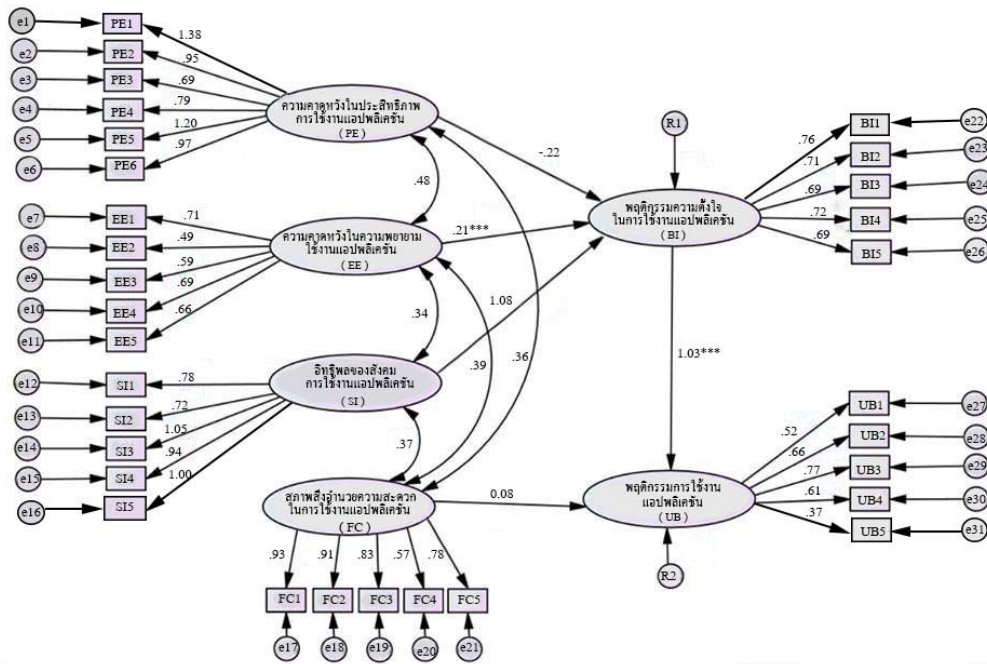 e1
PE1
e2
PE2
e3
PE3
e4
PE4
e5
PE5
e6
PE6
1.38
.95
.69
.79
1.20
.97
ความคาดหวังในประสิทธิภาพ
การใช้งานแอปพลิเคชัน
(PE)
e7
EE1
e8
EE2
e9
EE3
e10
EE4
e11
EE5
.71
.49
.59
.69
.66
ความคาดหวังในความพยายาม
ใช้งานแอปพลิเคชัน
(EE)
e12
SI1
e13
SI2
e14
SI3
e15
SI4
e16
SI5
.78
.72
1.05
.94
1.00
อิทธิพลของสังคม
การใช้งานแอปพลิเคชัน
(SI)
สภาพสิ่งอำนวยความสะดวก
ในการใช้งานแอปพลิเคชัน
(FC)
.93
.91
.83
.57
.78
FC1
FC2
FC3
FC4
FC5
e17
e18
e19
e20
e21
.48
.34
.37
.39
.36
-.22
.21***
1.08
0.08
1.03***
R1
พฤติกรรมความตั้งใจ
ในการใช้งานแอปพลิเคชัน
(BI)
.76
.71
.69
.72
.69
BI1
e22
BI2
e23
BI3
e24
BI4
e25
BI5
e26
พฤติกรรมการใช้งาน
แอปพลิเคชัน
(UB)
R2
.52
.66
.77
.61
.37
UB1
e27
UB2
e28
UB3
e29
UB4
e30
UB5
e31